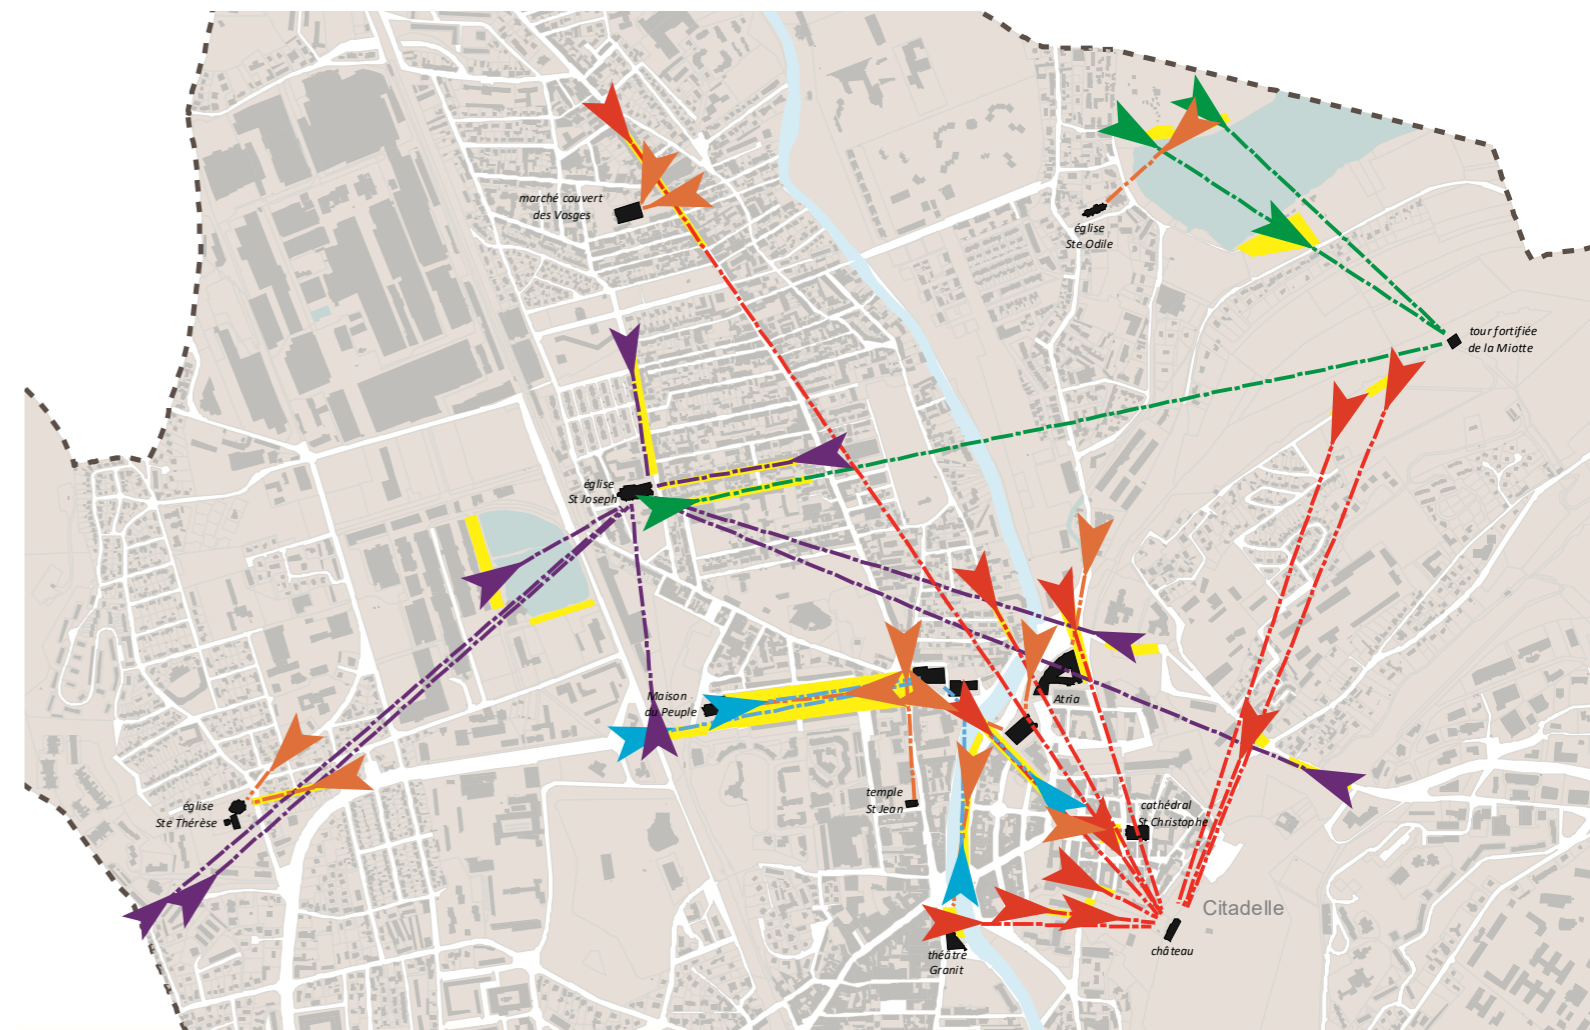 marché couvert
des Vosges
église
Ste Odile
tour fortifiée
de la Miotte
église
St Joseph
Maison
du Peuple
Atria
église
Ste Thérèse
temple
St Jean
cathédral
St Christophe
Citadelle
château
théâtre
Granit